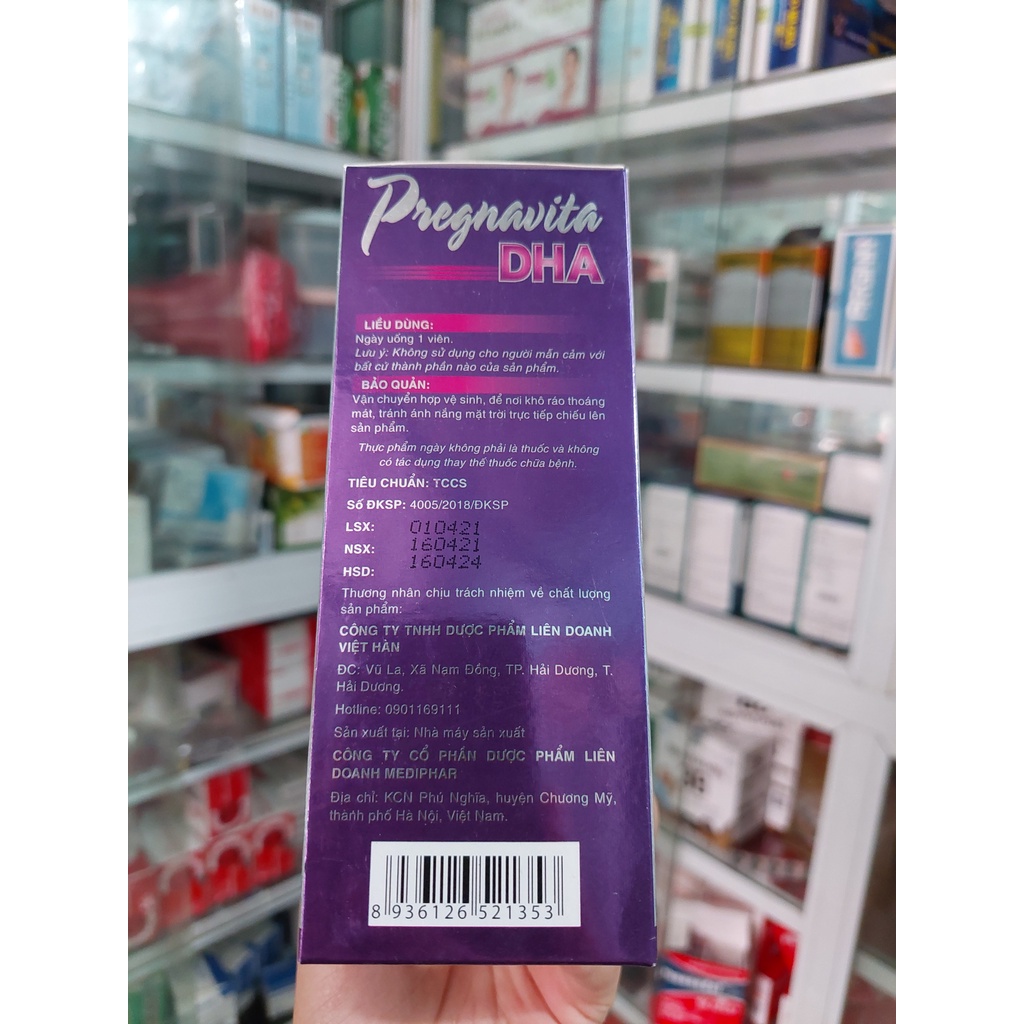 Pregnavita
DHA
LIỀU DÙNG:
Ngày uống 1 viên.
Lưu ý: Không sử dụng cho người mẫn cảm với
bất cứ thành phần nào của sản phẩm.
BẢO QUẢN:
Vận chuyển hợp vệ sinh, để nơi khô ráo thoáng
mát, tránh ánh nắng mặt trời trực tiếp chiếu lên
sản phẩm.
Thực phẩm ngày không phải là thuốc và không
có tác dụng thay thế thuốc chữa bệnh.
TIÊU CHUẨN: TCCS
Số ĐKSP: 4005/2018/ĐKSP
LSX: 010421
NSX: 160421
HSD: 160424
Thương nhân chịu trách nhiệm về chất lượng
sản phẩm:
CÔNG TY TNHH DƯỢC PHẨM LIÊN DOANH
VIỆT HÀN
ĐC: Vũ La, Xã Nam Đồng, TP. Hải Dương, T.
Hải Dương.
Hotline: 0901169111
Sản xuất tại: Nhà máy sản xuất
CÔNG TY CỔ PHẦN DƯỢC PHẨM LIÊN
DOANH MEDIPHAR
Địa chỉ: KCN Phú Nghĩa, huyện Chương Mỹ,
thành phố Hà Nội, Việt Nam.
8 936126 521353